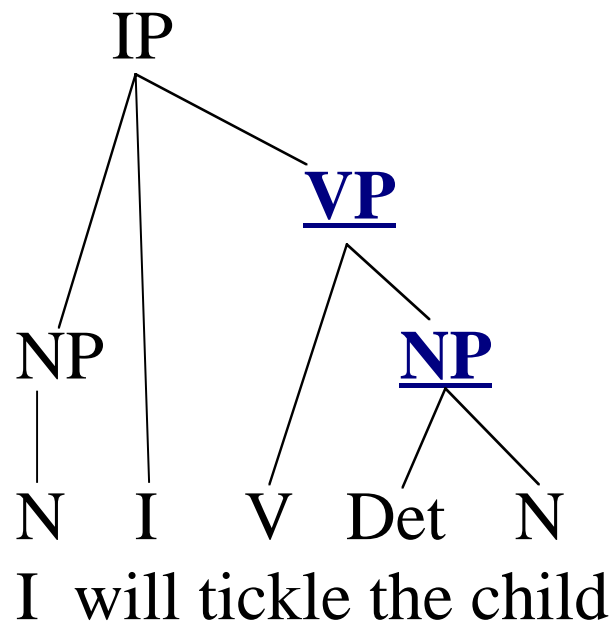 IP
VP
NP NP
N I V Det N
I will tickle the child